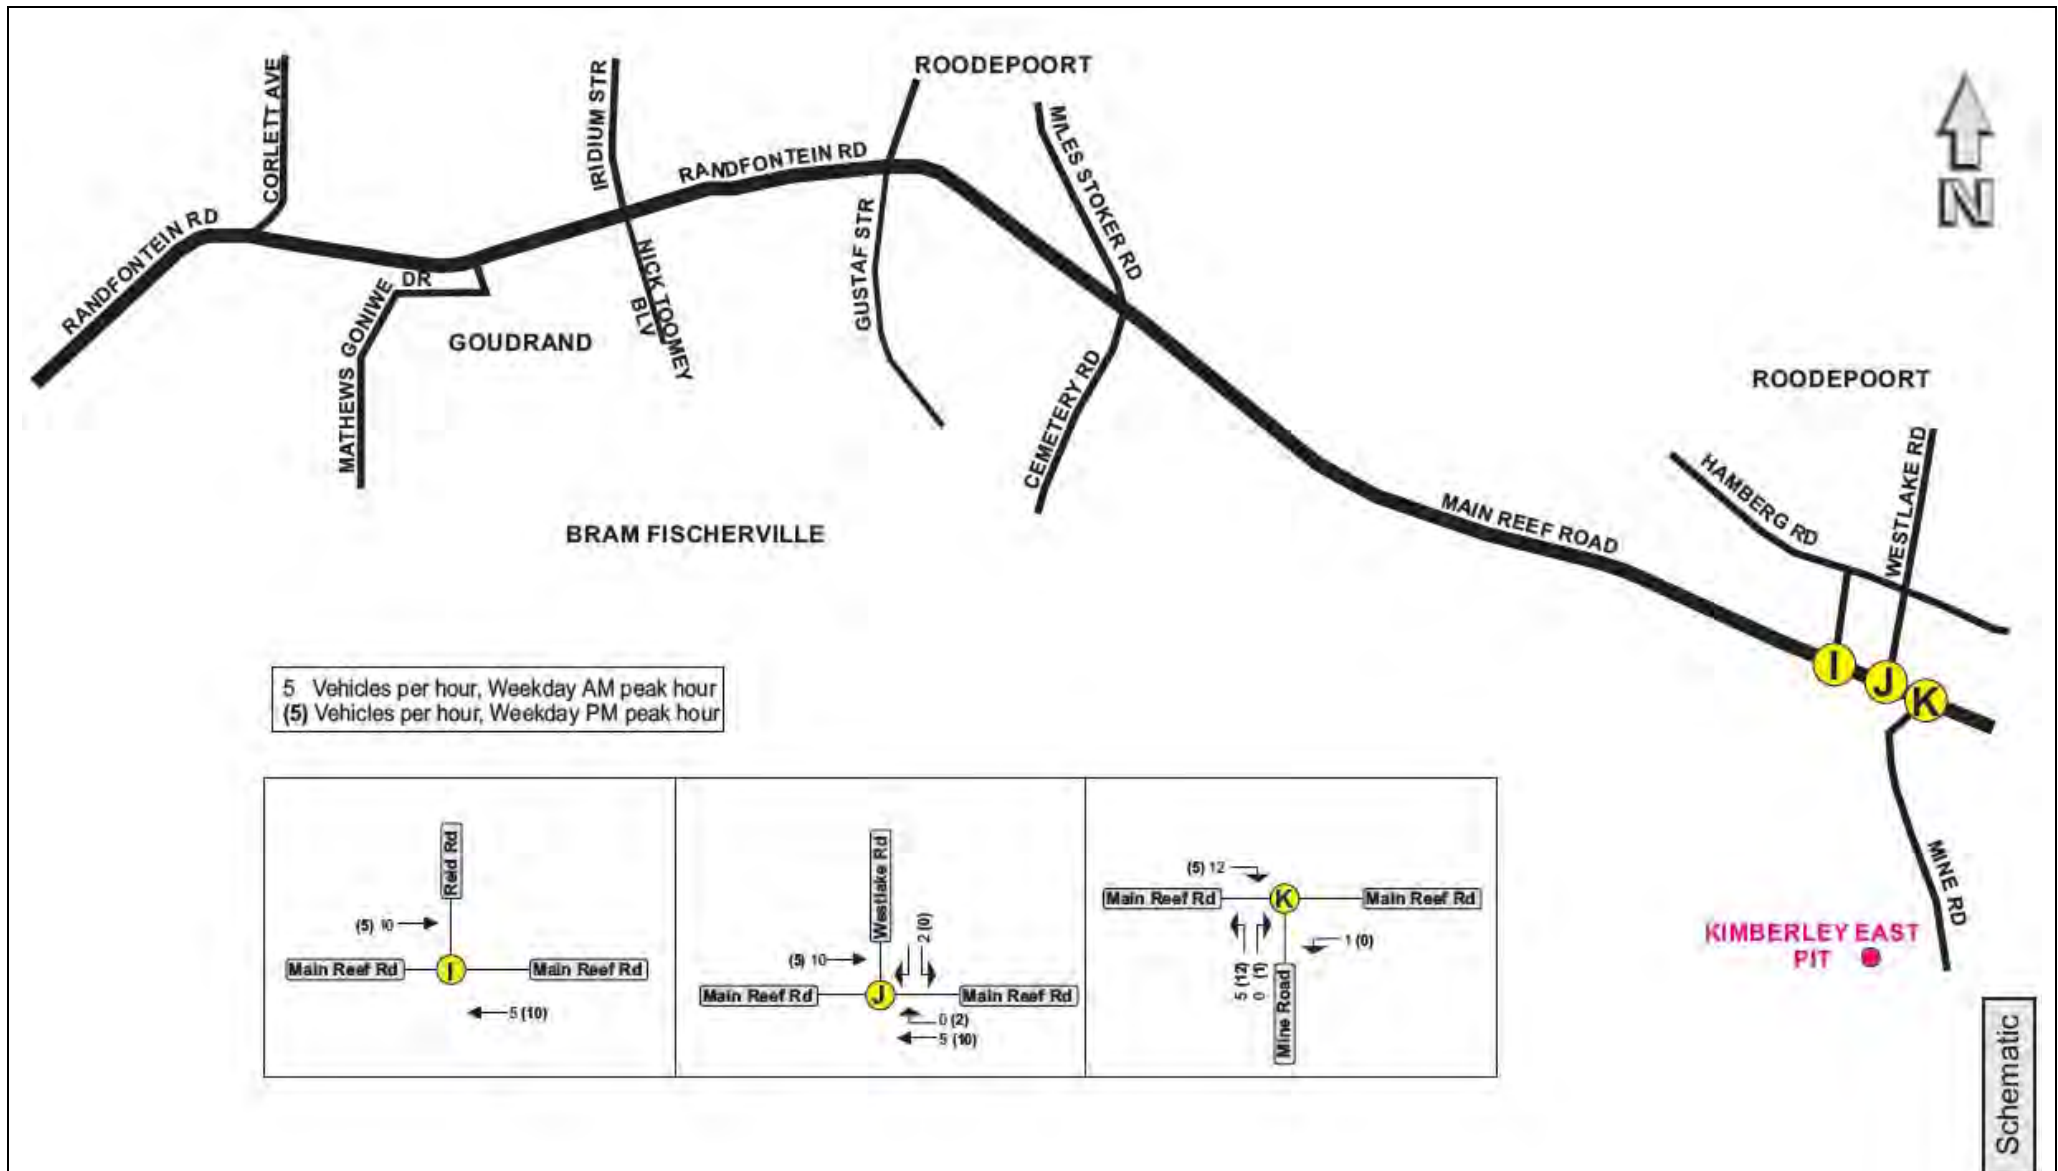 ROODEPOORT
CORLETT AVE
IRIDIUM STR
MILES STOKER RD
RANDFONTEIN RD
RANDFONTEIN RD
N
GUSTAF STR
NICK TOOMEY
BLV
MATHEWS GONIWE DR
GOUDRAND
CEMETERY RD
ROODEPOORT
BRAM FISCHERVILLE
MAIN REEF ROAD
HAMBERG RD
WESTLAKE RD
I
J
K
MINE RD
KIMBERLEY EAST
PIT
5 Vehicles per hour, Weekday AM peak hour
(5) Vehicles per hour, Weekday PM peak hour
Reid Rd
(5) 10
Main Reef Rd
I
Main Reef Rd
5 (10)
Westlake Rd
2 (0)
(5) 10
Main Reef Rd
J
Main Reef Rd
0 (2)
5 (10)
(5) 12
Main Reef Rd
K
Main Reef Rd
1 (0)
5 (12)
0 (1)
Mine Road
Schematic